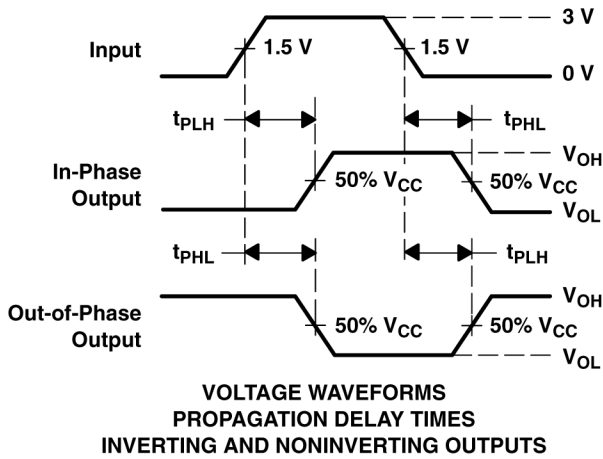 3 V
Input
1.5 V
1.5 V
0 V
tPLH
tPHL
VOH
In-Phase
Output
50% VCC
50% VCC
VOL
tPHL
tPLH
VOH
Out-of-Phase
Output
50% VCC
50% VCC
VOL
VOLTAGE WAVEFORMS
PROPAGATION DELAY TIMES
INVERTING AND NONINVERTING OUTPUTS